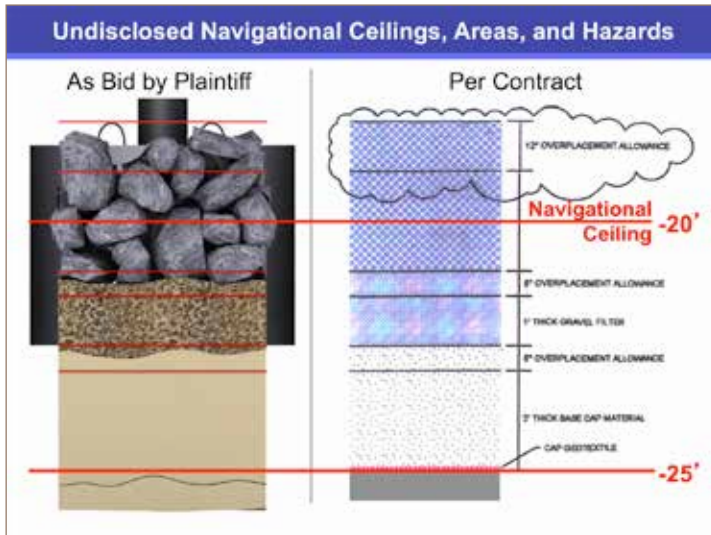 Undisclosed Navigational Ceilings, Areas, and Hazards
As Bid by Plaintiff
Per Contract
12" OVERPLACEMENT ALLOWANCE
Navigational
Ceiling
-20'
6" OVERPLACEMENT ALLOWANCE
1' THICK GRAVEL FILTER
6" OVERPLACEMENT ALLOWANCE
THICK BASE CAP MATERIAL
CAP GEOTEXTILE
-25'